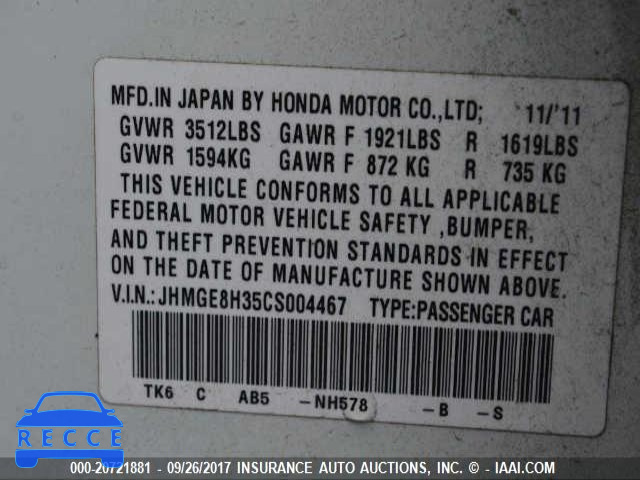 MFD.IN JAPAN BY HONDA MOTOR CO.,LTD; 11/'11
GVWR 3512LBS GAWR F 1921LBS R 1619LBS
GVWR 1594KG GAWR F 872 KG R 735 KG
THIS VEHICLE CONFORMS TO ALL APPLICABLE
FEDERAL MOTOR VEHICLE SAFETY ,BUMPER,
AND THEFT PREVENTION STANDARDS IN EFFECT
ON THE DATE OF MANUFACTURE SHOWN ABOVE.
V.I.N.:JHMGE8H35CS004467 TYPE:PASSENGER CAR
TK6 C AB5 -NH578 -B -S
RECCE
000-20721881 - 09/26/2017 INSURANCE AUTO AUCTIONS, INC. - IAAI.COM